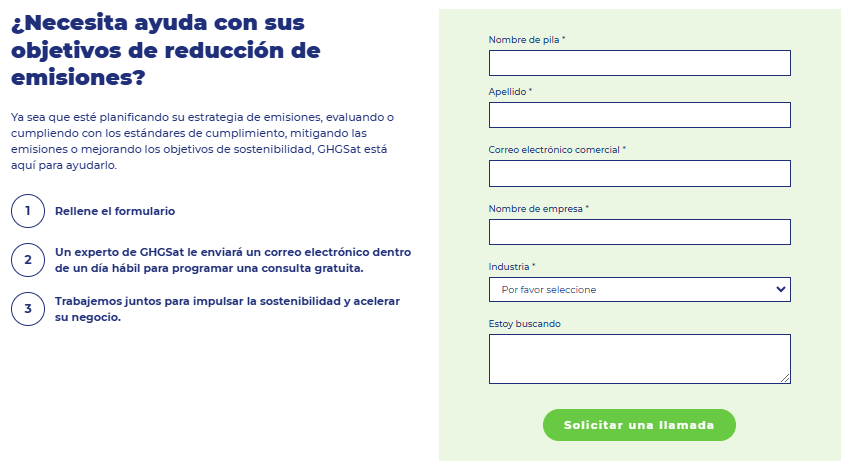 ¿Necesita ayuda con sus
objetivos de reducción de
emisiones?
Ya sea que esté planificando su estrategia de emisiones, evaluando o
cumpliendo con los estándares de cumplimiento, mitigando las
emisiones o mejorando los objetivos de sostenibilidad, GHGSat está
aquí para ayudarlo.
1 Rellene el formulario
2 Un experto de GHGSat le enviará un correo electrónico dentro
de un día hábil para programar una consulta gratuita.
3 Trabajemos juntos para impulsar la sostenibilidad y acelerar
su negocio.
Nombre de pila *
Apellido *
Correo electrónico comercial *
Nombre de empresa *
Industria *
Por favor seleccione
Estoy buscando
Solicitar una llamada